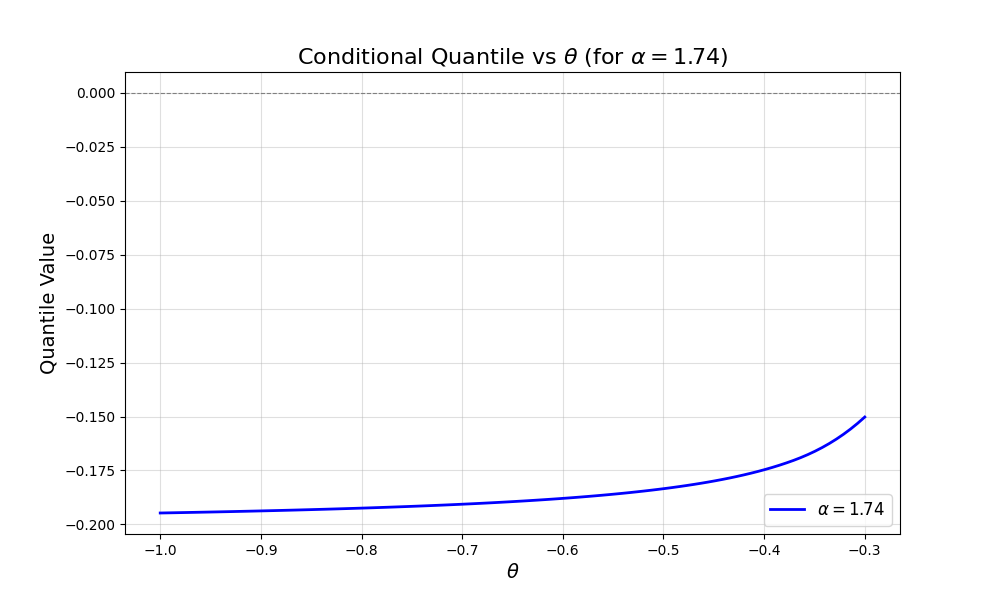 Conditional Quantile vs θ (for α = 1.74)
Quantile Value
0.000
−0.025
−0.050
−0.075
−0.100
−0.125
−0.150
−0.175
−0.200
α = 1.74
−1.0 −0.9 −0.8 −0.7 −0.6 −0.5 −0.4 −0.3
θ